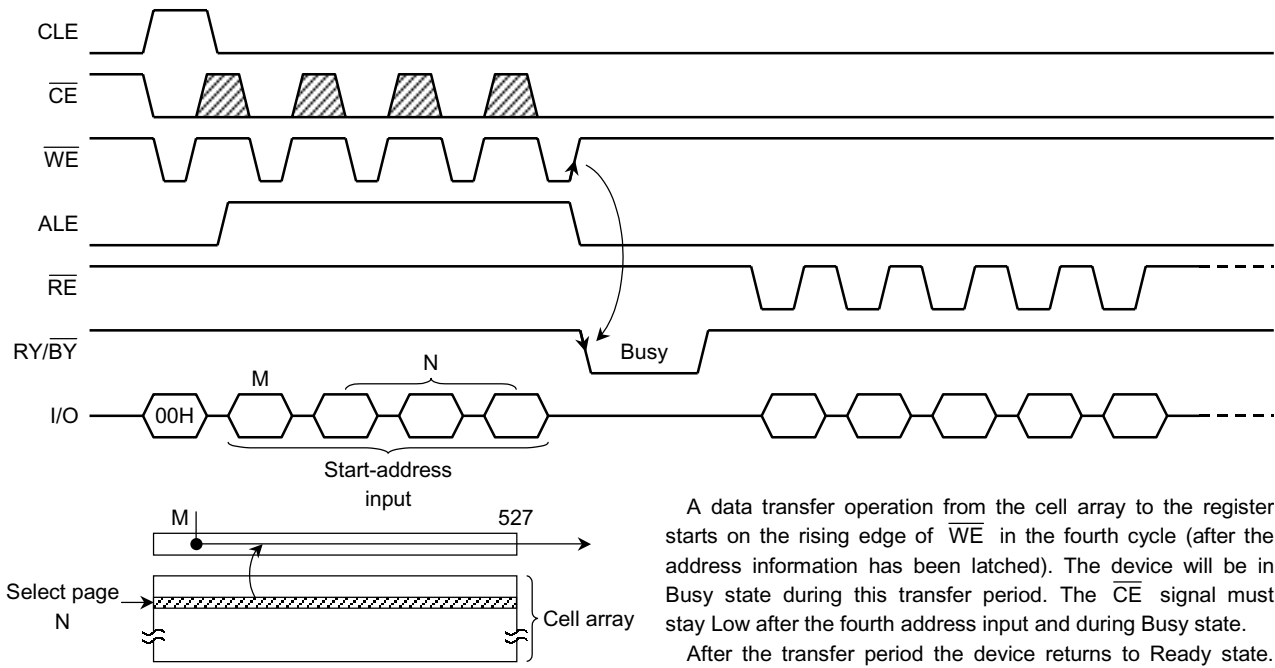 CLE
CE
WE
ALE
RE
RY/BY
Busy
M
N
I/O
00H
Start-address
input
M
527
Select page
N
Cell array
A data transfer operation from the cell array to the register
starts on the rising edge of WE in the fourth cycle (after the
address information has been latched). The device will be in
Busy state during this transfer period. The CE signal must
stay Low after the fourth address input and during Busy state.
After the transfer period the device returns to Ready state.